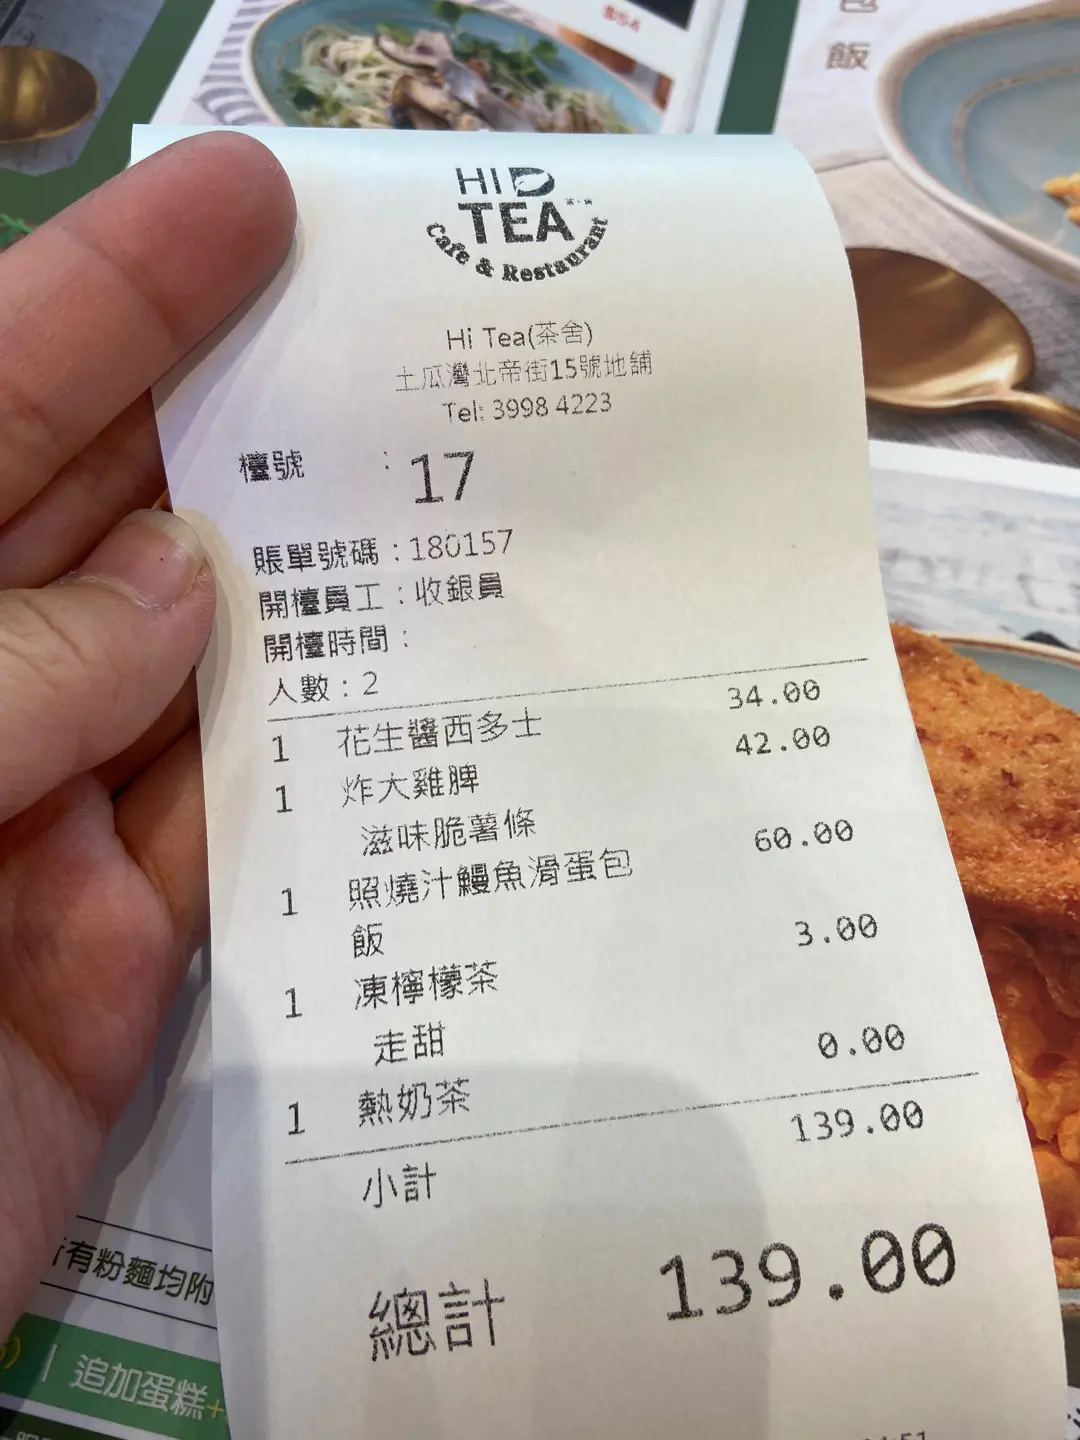 $54
飯
HI D
TEA
Cafe & Restaurant
Hi Tea(茶舍)
土瓜灣北帝街15號地舖
Tel: 3998 4223
檯號 : 17
賬單號碼 : 180157
開檯員工 : 收銀員
開檯時間 :
人數 : 2
1 花生醬西多士 34.00
1 炸大雞脾 42.00
滋味脆薯條
1 照燒汁鰻魚滑蛋包 60.00
飯
1 凍檸檬茶 3.00
走甜
1 熱奶茶 0.00
小計 139.00
總計 139.00
有粉麵均附
追加蛋糕+